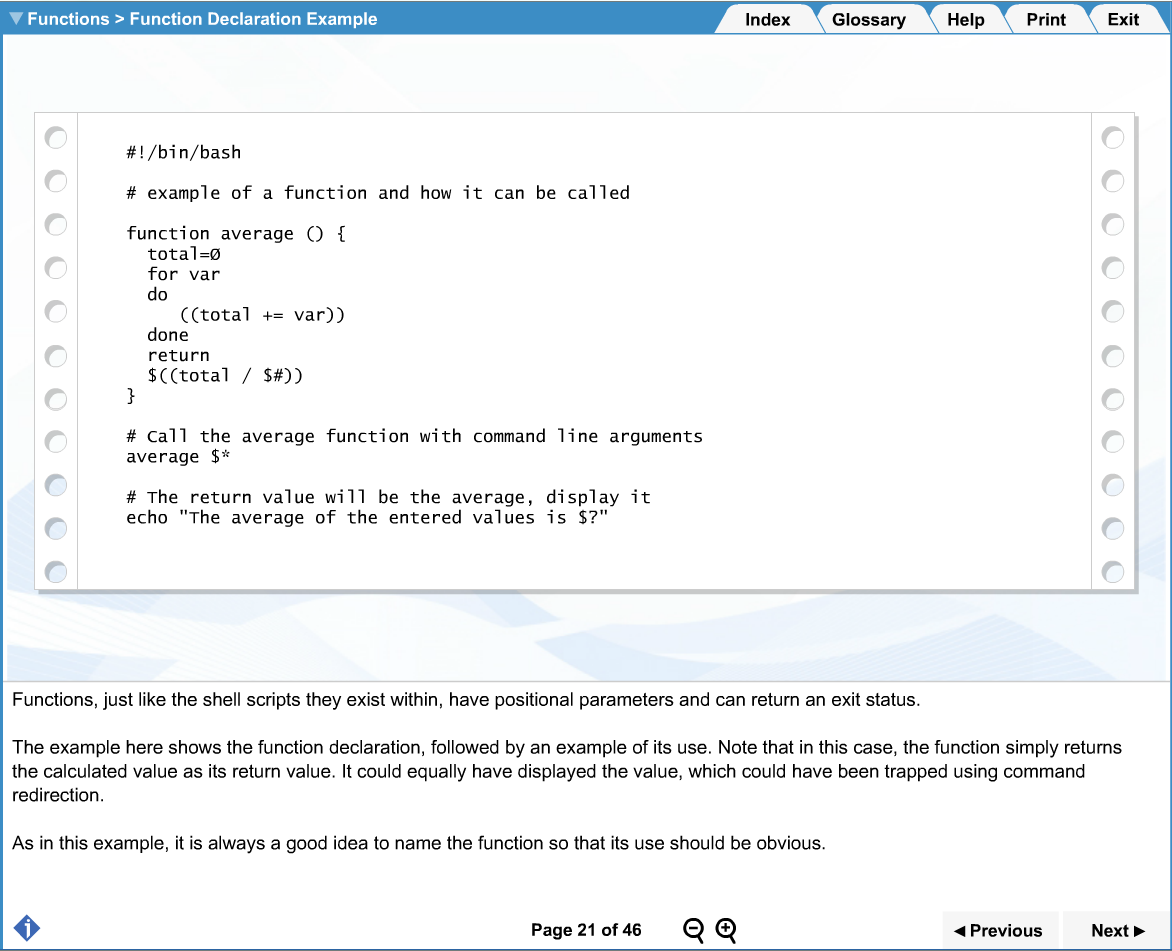 Functions > Function Declaration Example
Index Glossary Help Print Exit
#!/bin/bash
# example of a function and how it can be called
function average () {
total=Ø
for var
do
((total += var))
done
return
$((total / $#))
}
# Call the average function with command line arguments
average $*
# The return value will be the average, display it
echo "The average of the entered values is $?"
Functions, just like the shell scripts they exist within, have positional parameters and can return an exit status.
The example here shows the function declaration, followed by an example of its use. Note that in this case, the function simply returns
the calculated value as its return value. It could equally have displayed the value, which could have been trapped using command
redirection.
As in this example, it is always a good idea to name the function so that its use should be obvious.
i Page 21 of 46 Previous Next